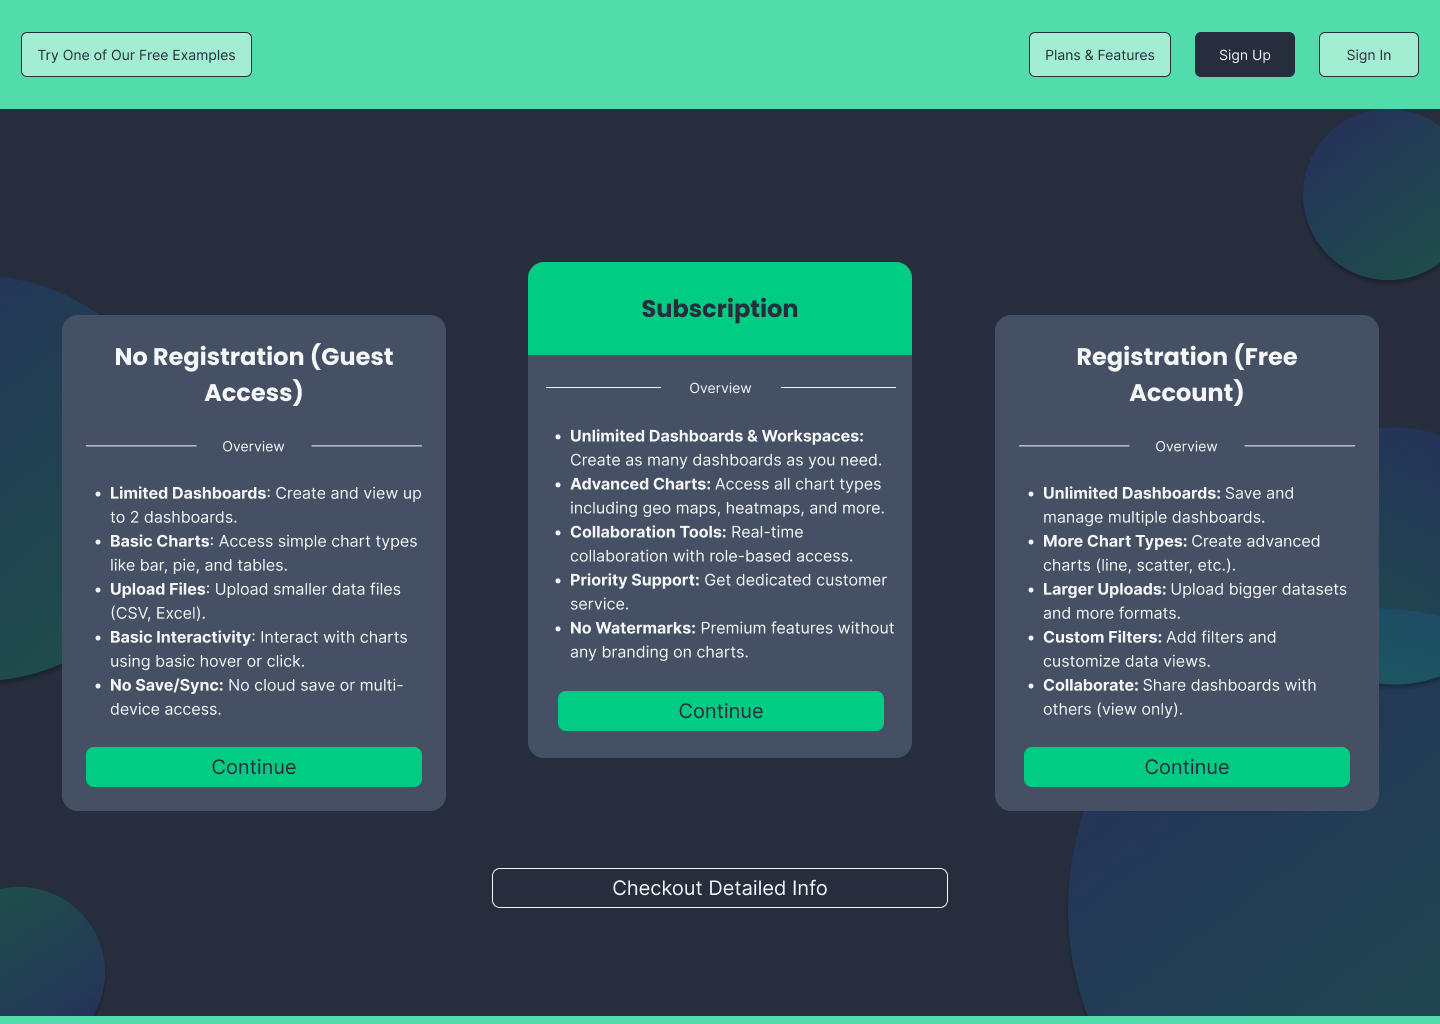 Try One of Our Free Examples
Plans & Features
Sign Up
Sign In
No Registration (Guest
Access)
Overview
• Limited Dashboards: Create and view up
to 2 dashboards.
• Basic Charts: Access simple chart types
like bar, pie, and tables.
• Upload Files: Upload smaller data files
(CSV, Excel).
• Basic Interactivity: Interact with charts
using basic hover or click.
• No Save/Sync: No cloud save or multi-
device access.
Continue
Subscription
Overview
• Unlimited Dashboards & Workspaces:
Create as many dashboards as you need.
• Advanced Charts: Access all chart types
including geo maps, heatmaps, and more.
• Collaboration Tools: Real-time
collaboration with role-based access.
• Priority Support: Get dedicated customer
service.
• No Watermarks: Premium features without
any branding on charts.
Continue
Registration (Free
Account)
Overview
• Unlimited Dashboards: Save and
manage multiple dashboards.
• More Chart Types: Create advanced
charts (line, scatter, etc.).
• Larger Uploads: Upload bigger datasets
and more formats.
• Custom Filters: Add filters and
customize data views.
• Collaborate: Share dashboards with
others (view only).
Continue
Checkout Detailed Info